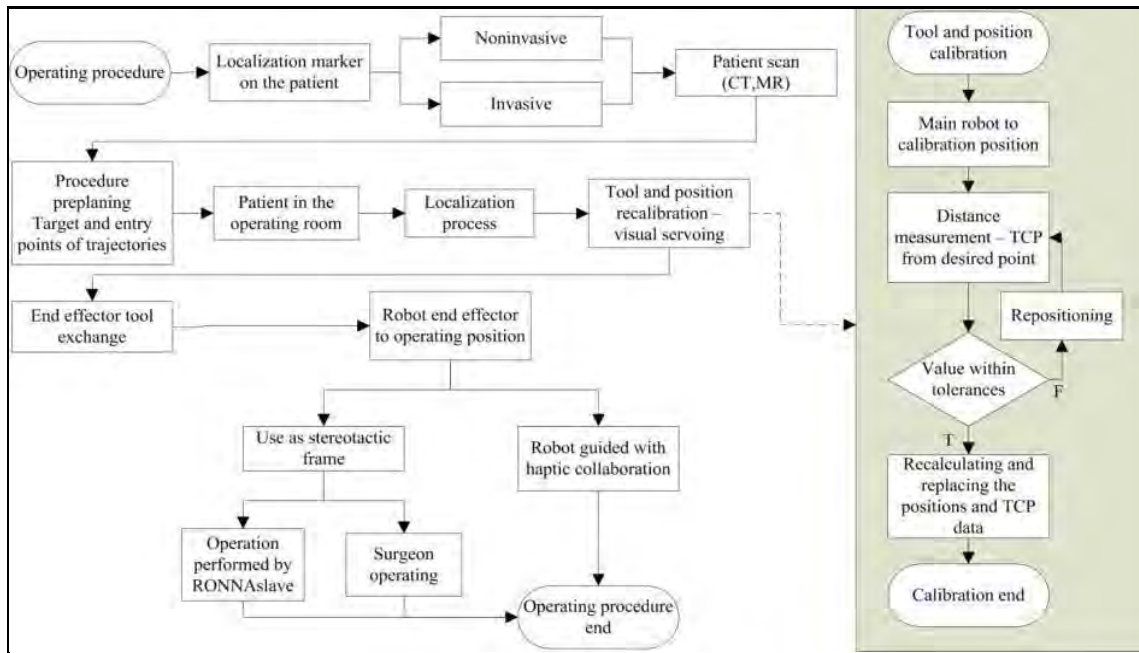 Operating procedure
Localization marker
on the patient
Noninvasive
Invasive
Patient scan
(CT,MR)
Procedure
preplaning
Target and entry
points of trajectories
Patient in the
operating room
Localization
process
Tool and position
recalibration –
visual servoing
End effector tool
exchange
Robot end effector
to operating position
Use as stereotactic
frame
Robot guided with
haptic collaboration
Operation
performed by
RONNAslave
Surgeon
operating
Operating procedure
end
Tool and position
calibration
Main robot to
calibration position
Distance
measurement – TCP
from desired point
Repositioning
Value within
tolerances
F
T
Recalculating and
replacing the
positions and TCP
data
Calibration end